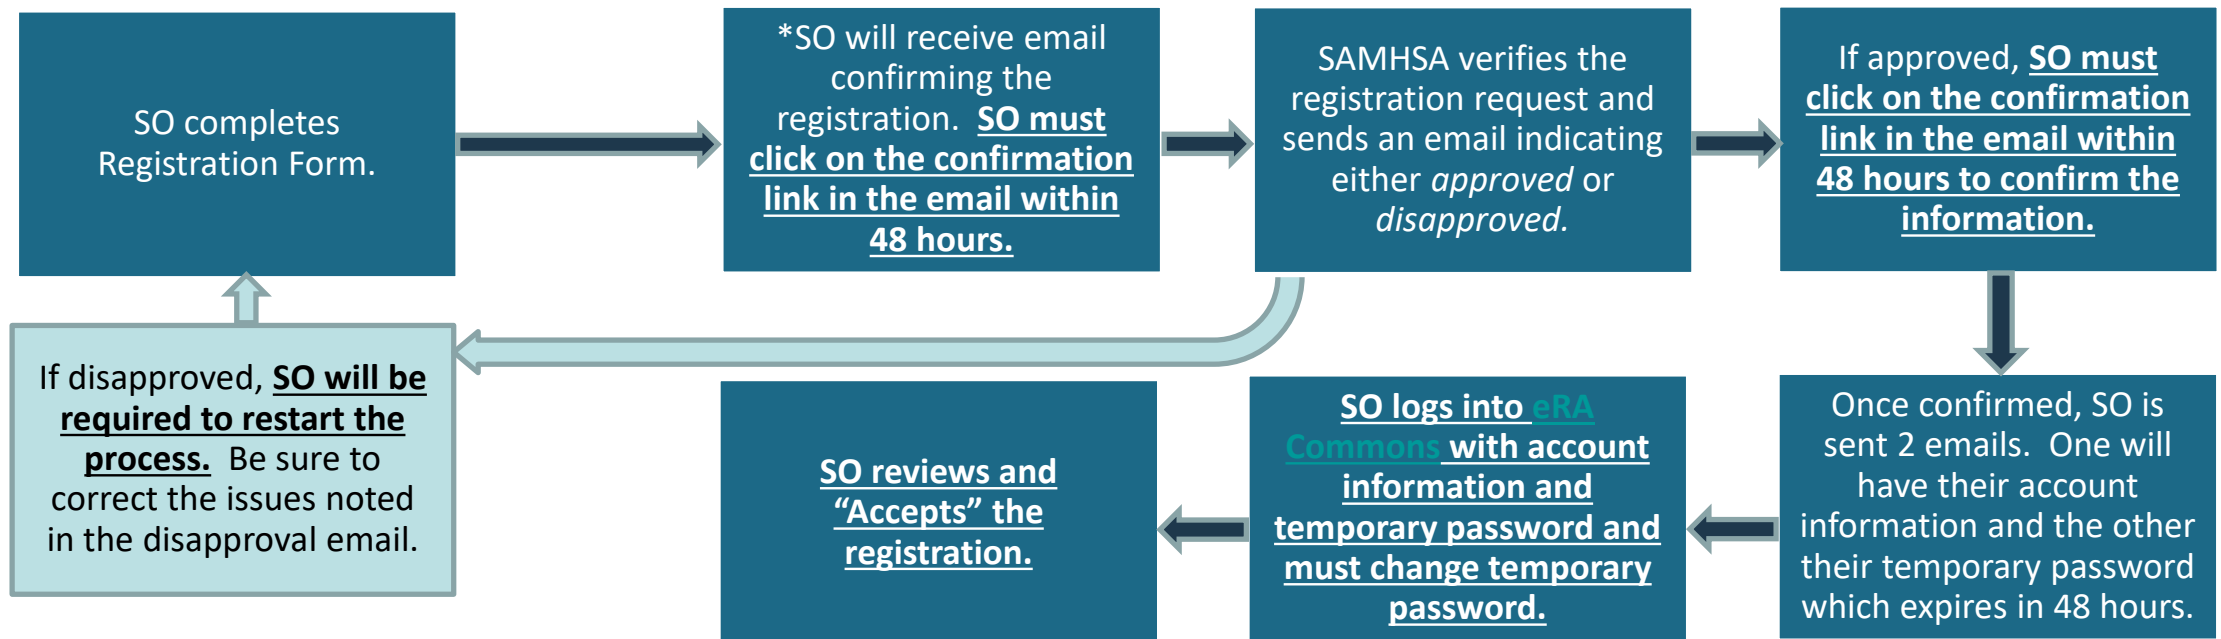 SO completes
Registration Form.
*SO will receive email
confirming the
registration.  SO must
click on the confirmation
link in the email within
48 hours.
SAMHSA verifies the
registration request and
sends an email indicating
either approved or
disapproved.
If approved, SO must
click on the confirmation
link in the email within
48 hours to confirm the
information.
Once confirmed, SO is
sent 2 emails.  One will
have their account
information and the other
their temporary password
which expires in 48 hours.
SO logs into eRA
Commons with account
information and
temporary password and
must change temporary
password.
SO reviews and
“Accepts” the
registration.
If disapproved, SO will be
required to restart the
process.  Be sure to
correct the issues noted
in the disapproval email.